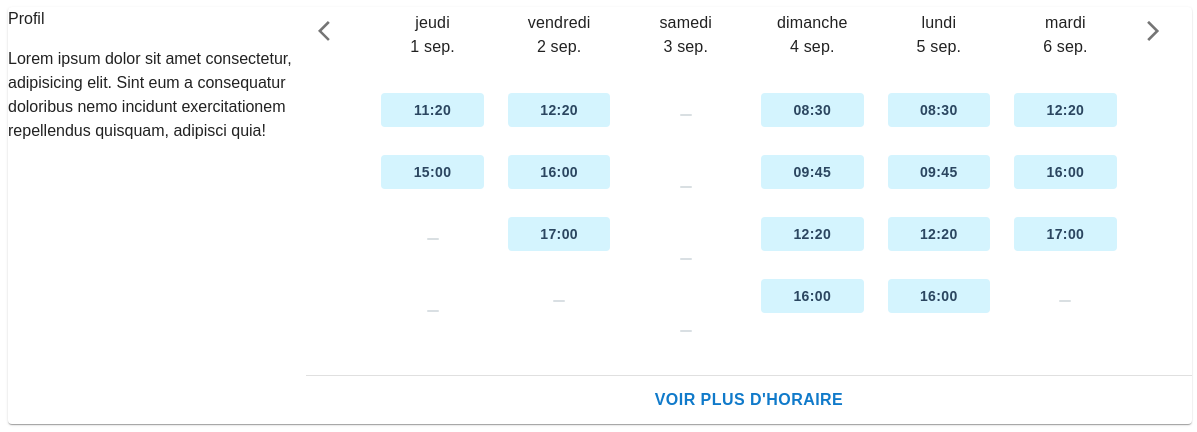 Profil
Lorem ipsum dolor sit amet consectetur,
adipisicing elit. Sint eum a consequatur
doloribus nemo incidunt exercitationem
repellendus quisquam, adipisci quia!
jeudi vendredi samedi dimanche lundi mardi
1 sep. 2 sep. 3 sep. 4 sep. 5 sep. 6 sep.
11:20 12:20 — 08:30 08:30 12:20
15:00 16:00 — 09:45 09:45 16:00
— 17:00 — 12:20 12:20 17:00
— — — 16:00 16:00 —
VOIR PLUS D'HORAIRE